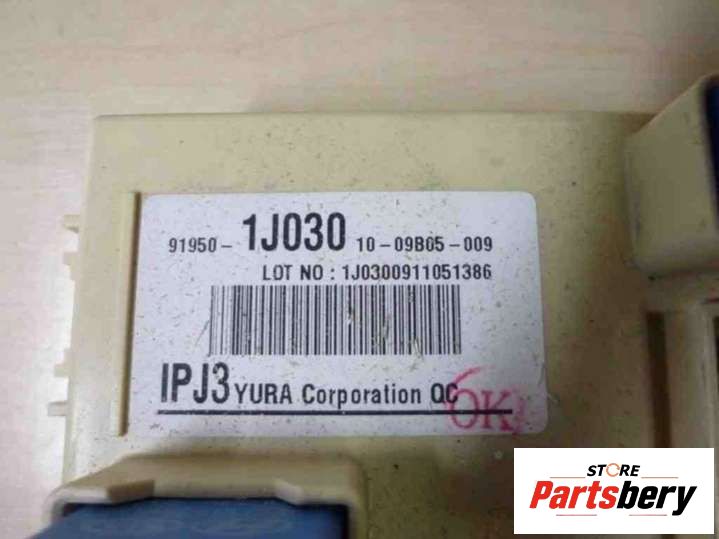 91950- 1J030 10-09B05-009
LOT NO : 1J0300911051386
IPJ3 YURA Corporation QC
OK
STORE
Partsbery